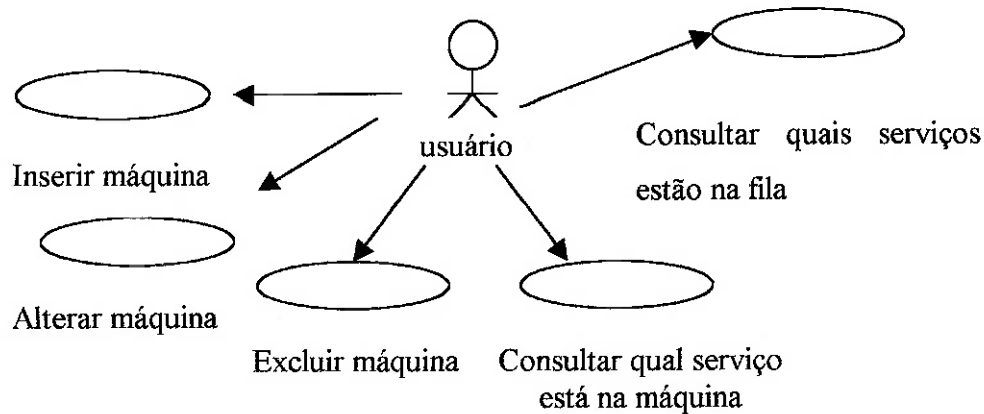 usuário
Consultar quais serviços
estão na fila
Inserir máquina
Alterar máquina
Excluir máquina
Consultar qual serviço
está na máquina